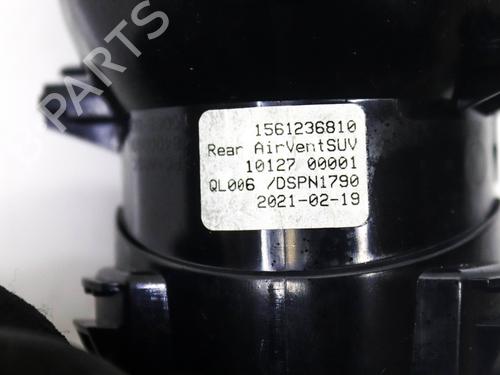 B-PARTS
1561236810
Rear AirVentSUV
10127 00001
QL006 /DSPN1790
2021-02-19